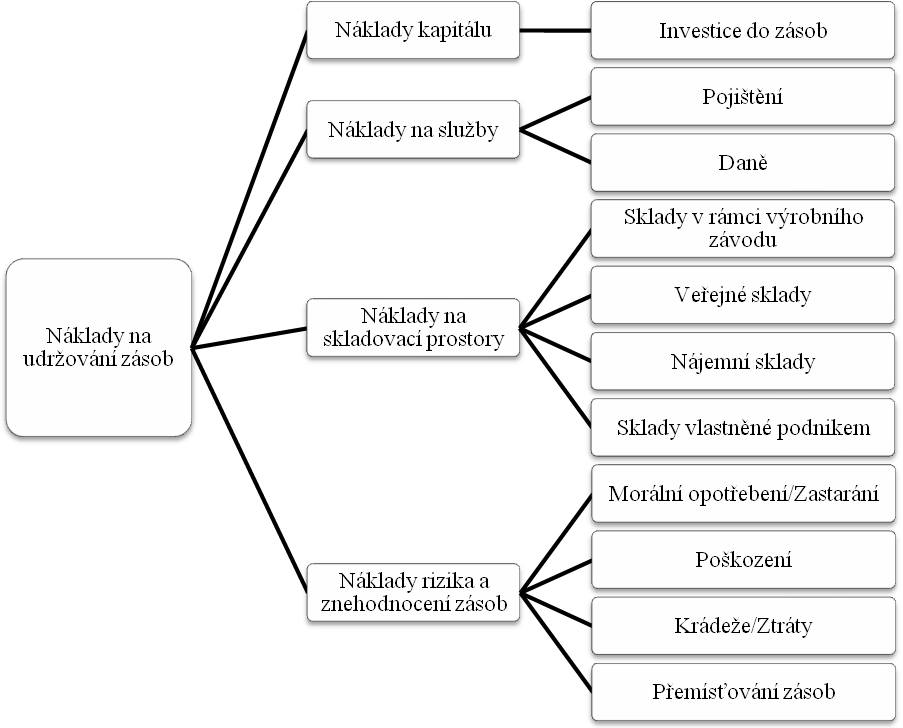 Náklady na
udržování zásob
Náklady kapitálu
Investice do zásob
Náklady na služby
Pojištění
Daně
Náklady na
skladovací prostory
Sklady v rámci výrobního
závodu
Veřejné sklady
Nájemní sklady
Sklady vlastněné podnikem
Náklady rizika a
znehodnocení zásob
Morální opotřebení/Zastarání
Poškození
Krádeže/Ztráty
Přemísťování zásob